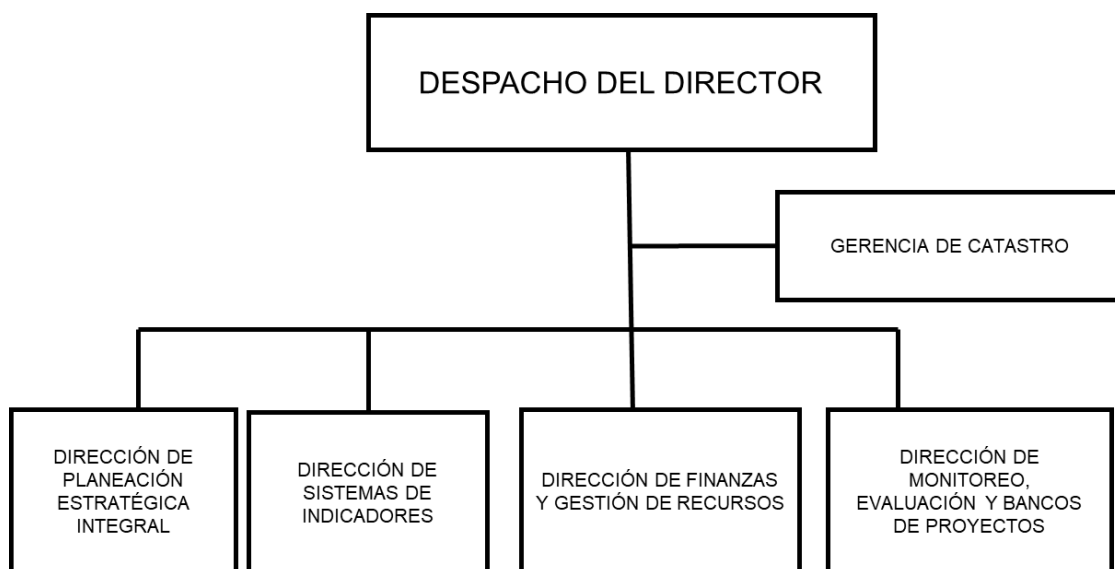 DESPACHO DEL DIRECTOR
GERENCIA DE CATASTRO
DIRECCIÓN DE
PLANEACIÓN
ESTRATÉGICA
INTEGRAL
DIRECCIÓN DE
SISTEMAS DE
INDICADORES
DIRECCIÓN DE FINANZAS
Y GESTIÓN DE RECURSOS
DIRECCIÓN DE
MONITOREO,
EVALUACIÓN Y BANCOS
DE PROYECTOS